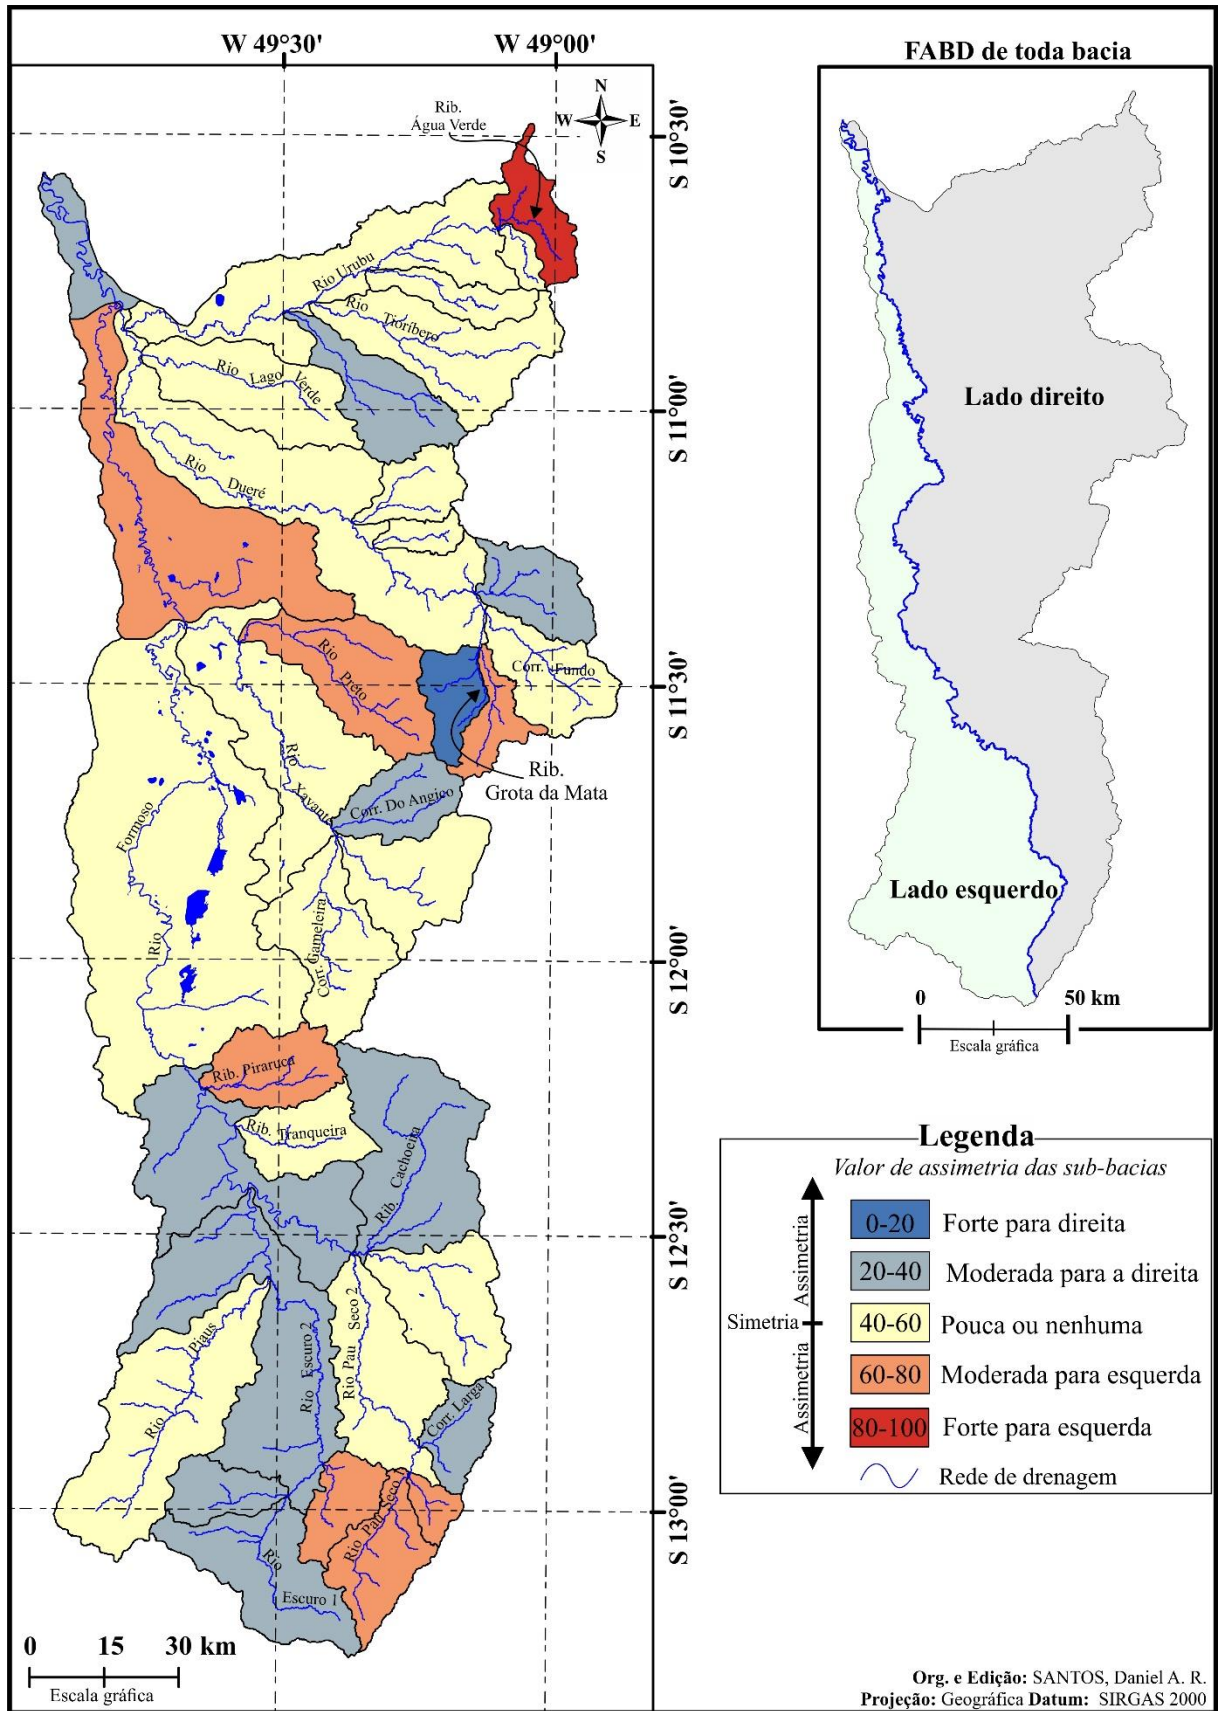 W 49°30'
W 49°00'
FABD de toda bacia
Rib.
Água Verde
N
W
E
S
S 10°30'
Rio Urubu
Rio Tioríbero
Rio Lago Verde
S 11°00'
Rio Dueré
Lado direito
Corr. Fundo
Rio Preto
S 11°30'
Rib.
Grota da Mata
Rio Xavante
Corr. Do Angico
Formoso
Rio
Corr. Gameleira
Lado esquerdo
S 12°00'
0
50 km
Escala gráfica
Rib. Piraruca
Rib. Tranqueira
Rib. Cachoeira
S 12°30'
Rio Piaus
Rio Escuro 2
Rio Pau Seco 2
Corr. Larga
Rio Pau Seco 1
S 13°00'
Rio Escuro 1
Legenda
Valor de assimetria das sub-bacias
Assimetria
Simetria
Assimetria
0-20 Forte para direita
20-40 Moderada para a direita
40-60 Pouca ou nenhuma
60-80 Moderada para esquerda
80-100 Forte para esquerda
Rede de drenagem
0 15 30 km
Escala gráfica
Org. e Edição: SANTOS, Daniel A. R.
Projeção: Geográfica Datum: SIRGAS 2000